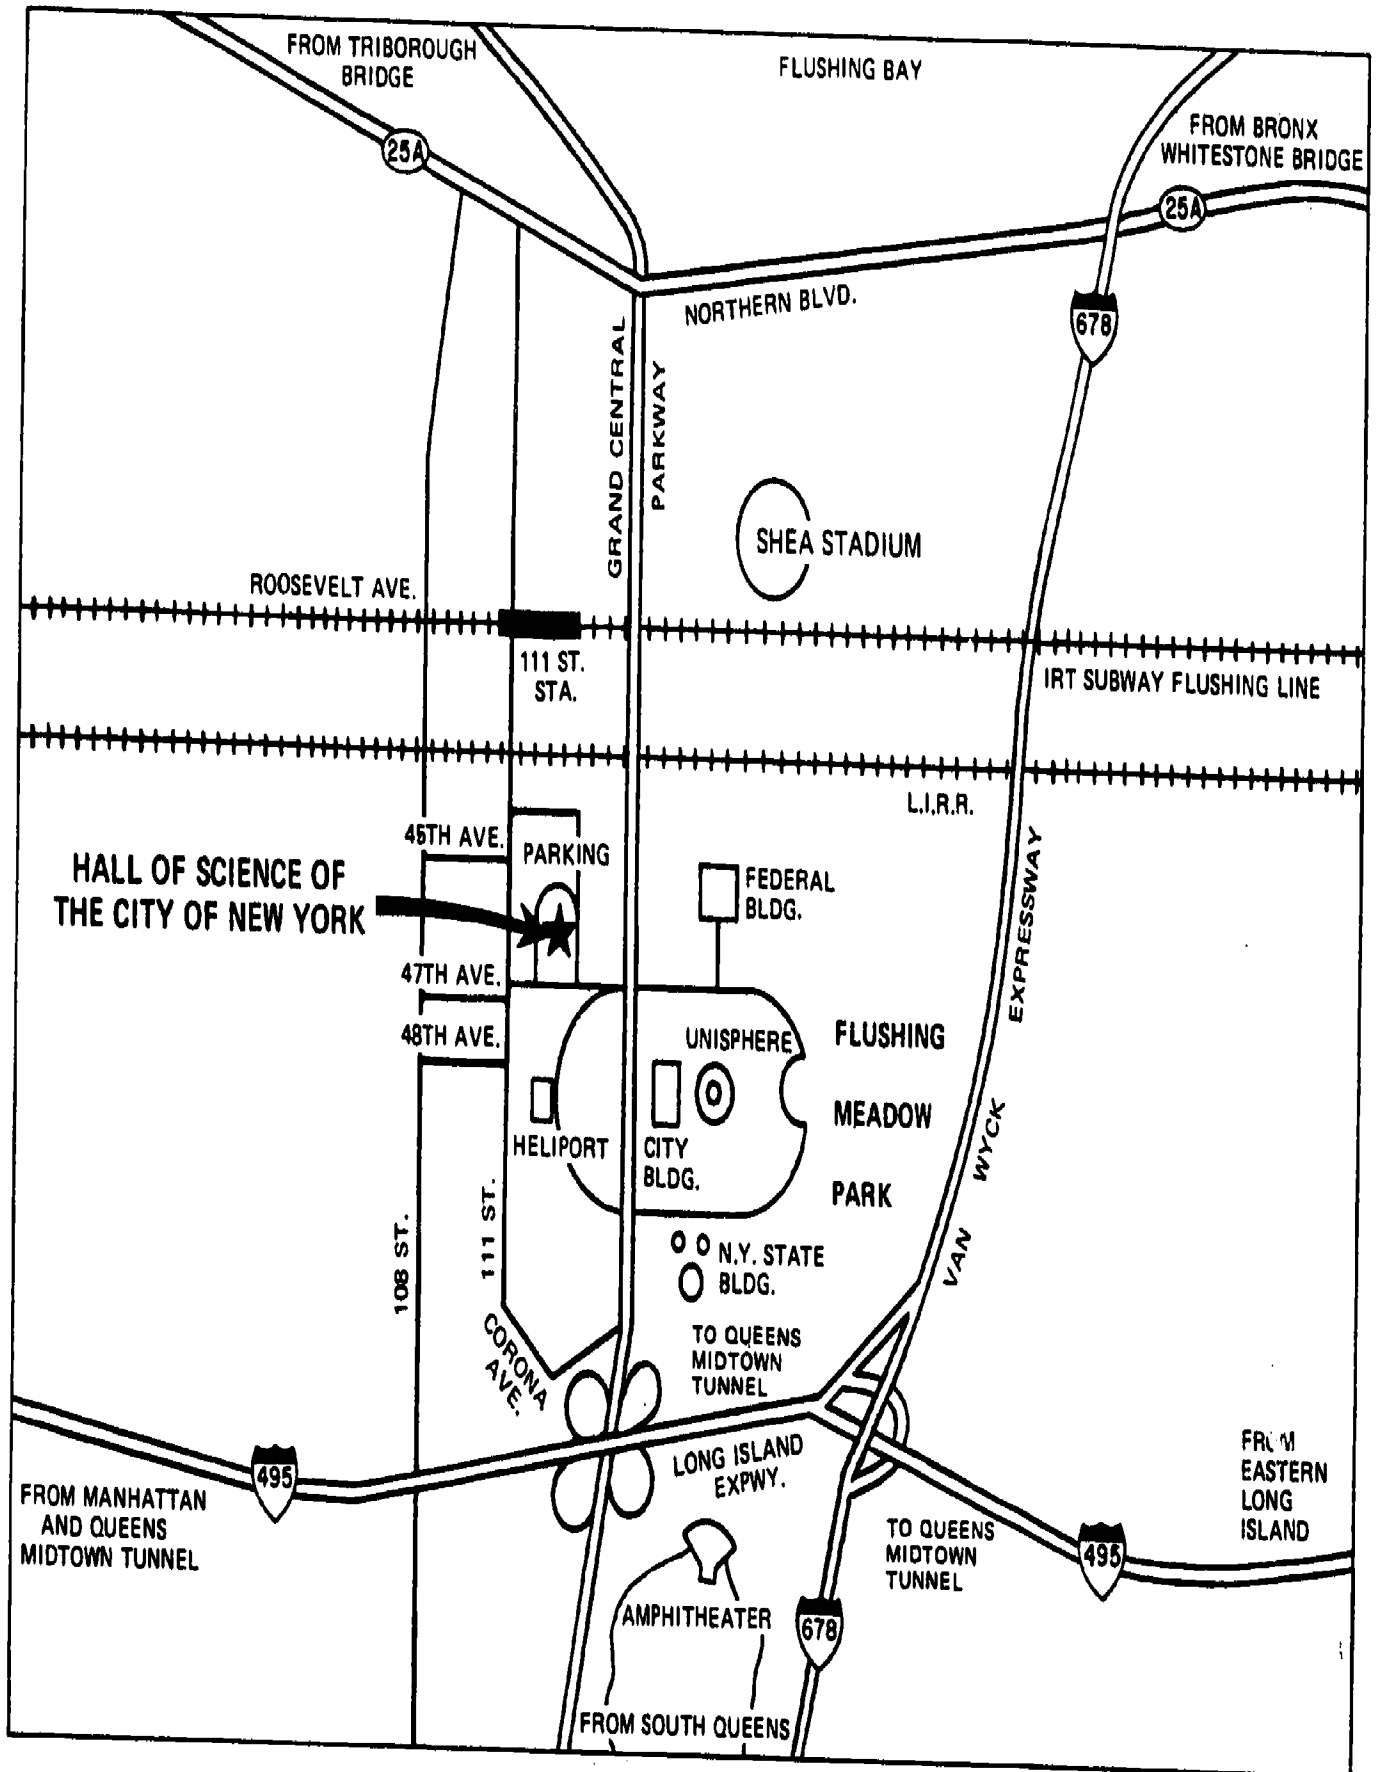 FROM TRIBOROUGH
BRIDGE
FLUSHING BAY
FROM BRONX
WHITESTONE BRIDGE
25A
25A
NORTHERN BLVD.
678
GRAND CENTRAL
PARKWAY
SHEA STADIUM
ROOSEVELT AVE.
111 ST.
STA.
IRT SUBWAY FLUSHING LINE
L.I.R.R.
45TH AVE.
PARKING
HALL OF SCIENCE OF
THE CITY OF NEW YORK
FEDERAL
BLDG.
47TH AVE.
48TH AVE.
UNISPHERE
FLUSHING
MEADOW
PARK
HELIPORT
CITY
BLDG.
VAN WYCK EXPRESSWAY
108 ST.
111 ST.
N.Y. STATE
BLDG.
CORONA
AVE.
TO QUEENS
MIDTOWN
TUNNEL
LONG ISLAND
EXPWY.
495
FROM MANHATTAN
AND QUEENS
MIDTOWN TUNNEL
FROM
EASTERN
LONG
ISLAND
TO QUEENS
MIDTOWN
TUNNEL
495
AMPHITHEATER
678
FROM SOUTH QUEENS